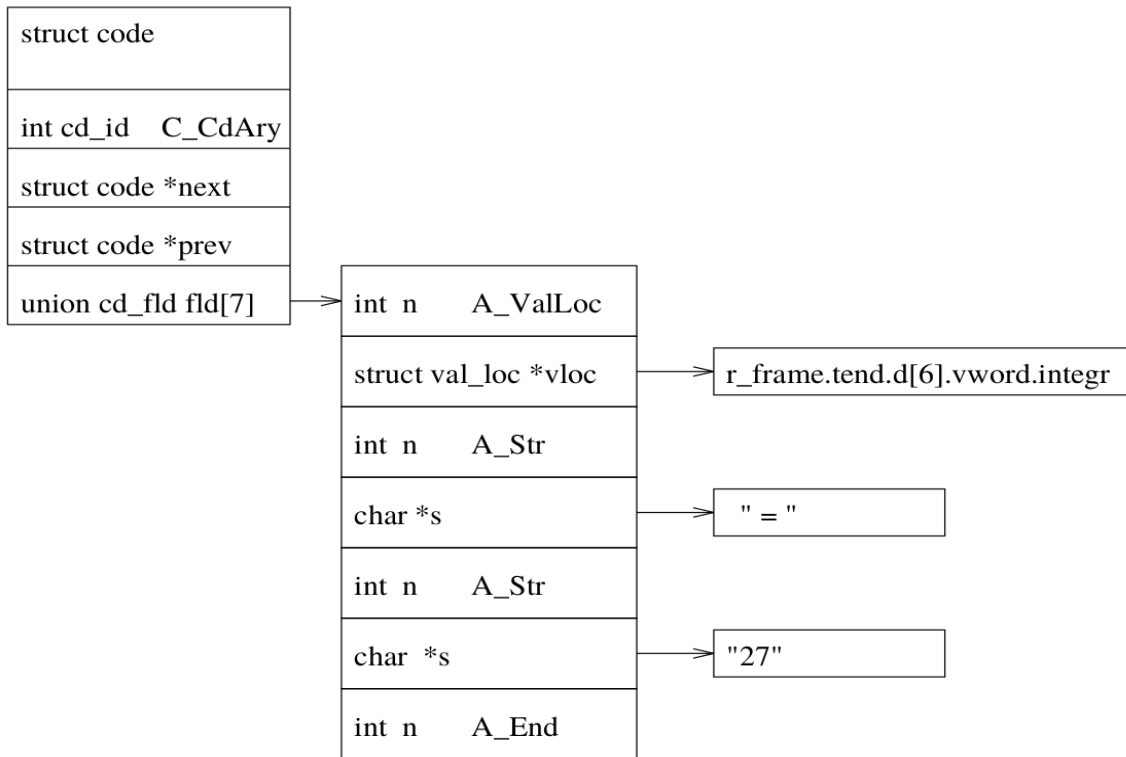 struct code
int cd_id C_CdAry
struct code *next
struct code *prev
union cd_fld fld[7]
int n A_ValLoc
struct val_loc *vloc
r_frame.tend.d[6].vword.integr
int n A_Str
char *s
" = "
int n A_Str
char *s
"27"
int n A_End